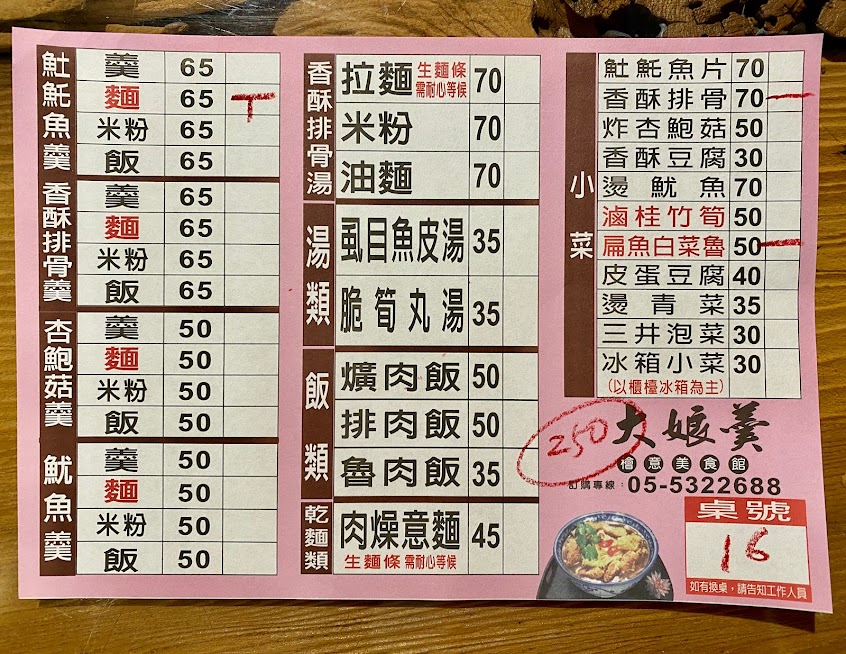 魠魠魚羹
羹 65
麵 65 T
米粉 65
飯 65
香酥排骨羹
羹 65
麵 65
米粉 65
飯 65
杏鮑菇羹
羹 50
麵 50
米粉 50
飯 50
魷魚羹
羹 50
麵 50
米粉 50
飯 50
香酥排骨湯
拉麵 生麵條 需耐心等候 70
米粉 70
油麵 70
湯類
虱目魚皮湯 35
脆筍丸湯 35
飯類
爌肉飯 50
排肉飯 50
魯肉飯 35
乾麵類
肉燥意麵 45
生麵條 需耐心等候
小菜
𩵚魠魚片 70
香酥排骨 70 一
炸杏鮑菇 50
香酥豆腐 30
燙魷魚 70
滷桂竹筍 50
扁魚白菜魯 50 一
皮蛋豆腐 40
燙青菜 35
三井泡菜 30
冰箱小菜 30
(以櫃檯冰箱為主)
250
大娘羹
檜意美食館
訂購專線：05-5322688
桌號
16
如有換桌，請告知工作人員